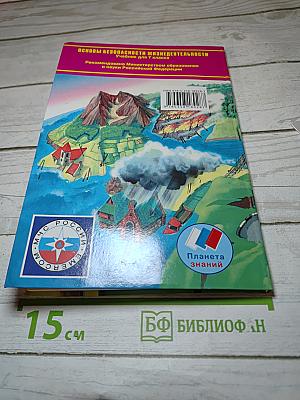 ОСНОВЫ БЕЗОПАСНОСТИ ЖИЗНЕДЕЯТЕЛЬНОСТИ
Учебник для 7 класса
Рекомендовано Министерством образования
и науки Российской Федерации
МЧС РОССИИ
EMERCOM
Планета
знаний
15 см
БФ БИБЛИОФАН